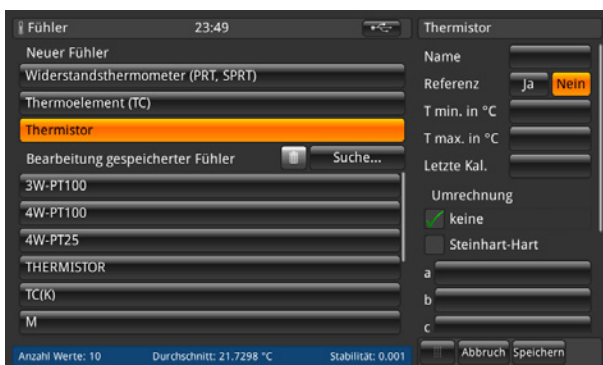 Fühler 23:49
Neuer Fühler
Widerstandsthermometer (PRT, SPRT)
Thermoelement (TC)
Thermistor
Bearbeitung gespeicherter Fühler Suche...
3W-PT100
4W-PT100
4W-PT25
THERMISTOR
TC(K)
M
Anzahl Werte: 10 Durchschnitt: 21.7298 °C Stabilität: 0.001
Thermistor
Name
Referenz Ja Nein
T min. in °C
T max. in °C
Letzte Kal.
Umrechnung
keine
Steinhart-Hart
a
b
c
Abbruch Speichern